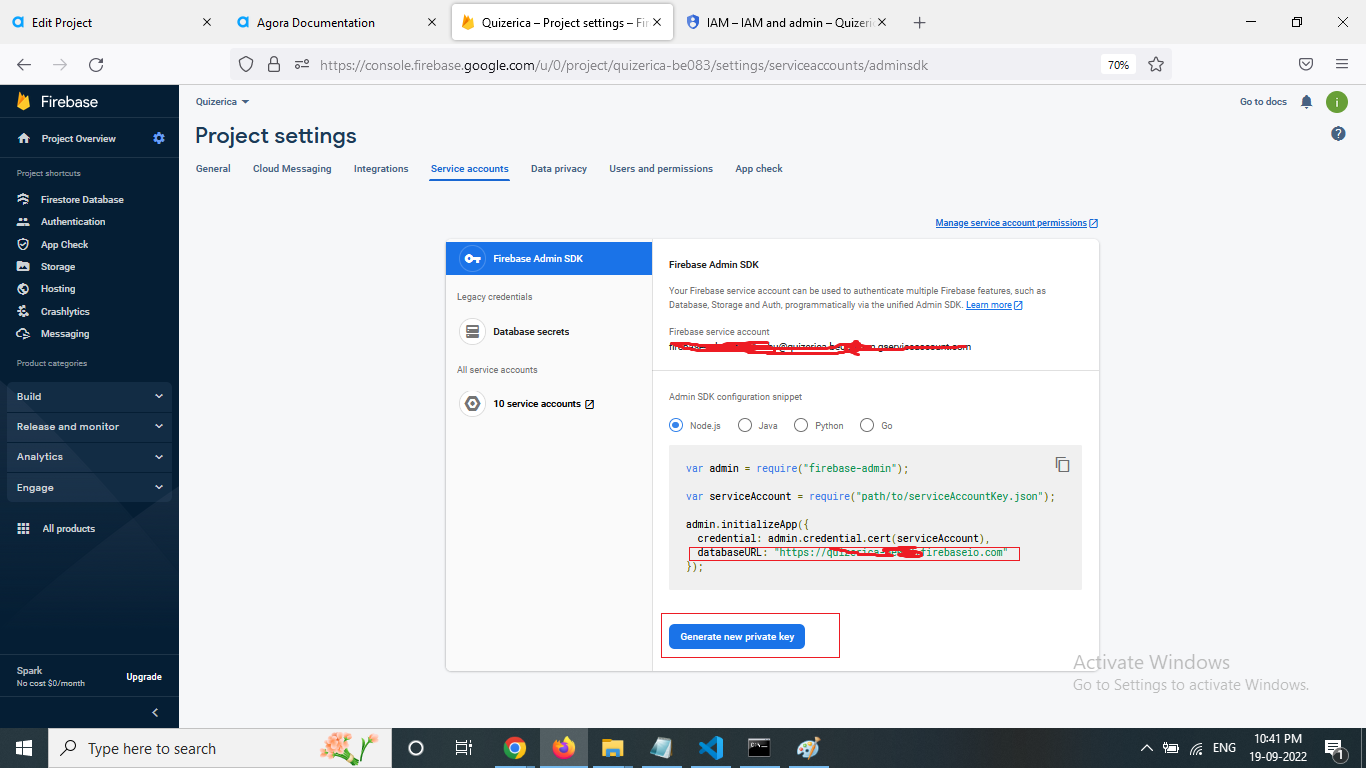 Edit Project
Agora Documentation
Quizerica – Project settings – Fir
IAM – IAM and admin – Quizeric
https://console.firebase.google.com/u/0/project/quizerica-be083/settings/serviceaccounts/adminsdk
70%
Firebase
Project Overview
Project shortcuts
Firestore Database
Authentication
App Check
Storage
Hosting
Crashlytics
Messaging
Product categories
Build
Release and monitor
Analytics
Engage
All products
Spark
No cost $0/month
Upgrade
Quizerica
Go to docs
i
Project settings
General
Cloud Messaging
Integrations
Service accounts
Data privacy
Users and permissions
App check
Manage service account permissions
Firebase Admin SDK
Legacy credentials
Database secrets
All service accounts
10 service accounts
Firebase Admin SDK
Your Firebase service account can be used to authenticate multiple Firebase features, such as
Database, Storage and Auth, programmatically via the unified Admin SDK. Learn more
Firebase service account
Admin SDK configuration snippet
Node.js
Java
Python
Go
var admin = require("firebase-admin");
var serviceAccount = require("path/to/serviceAccountKey.json");
admin.initializeApp({
credential: admin.credential.cert(serviceAccount),
databaseURL: "https://quizerica firebaseio.com"
});
Generate new private key
Activate Windows
Go to Settings to activate Windows.
Type here to search
ENG
10:41 PM
19-09-2022
1